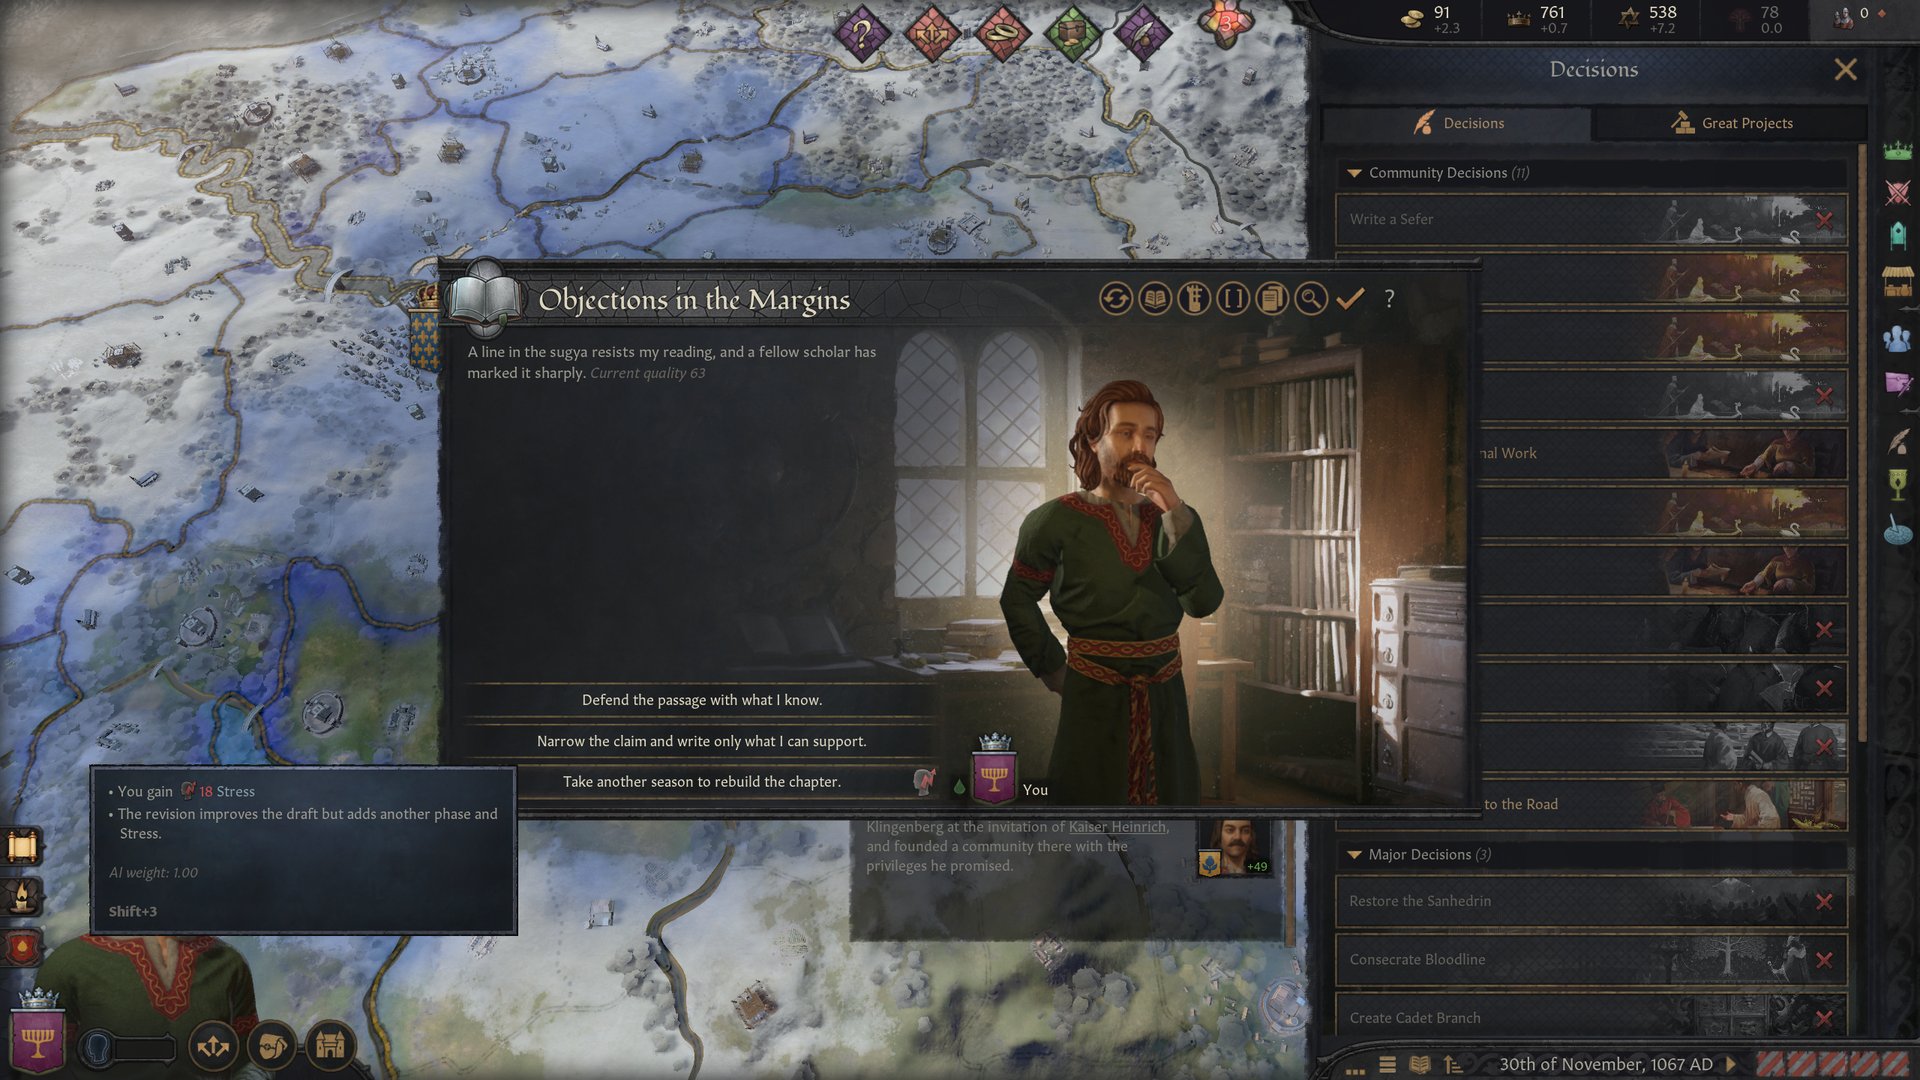 91
+2.3
761
+0.7
538
+7.2
78
0.0
0
3
Decisions
Decisions
Great Projects
Community Decisions (11)
Write a Sefer
Objections in the Margins
?
A line in the sugya resists my reading, and a fellow scholar has
marked it sharply. Current quality 63
nal Work
Defend the passage with what I know.
Narrow the claim and write only what I can support.
Take another season to rebuild the chapter.
You
to the Road
• You gain 18 Stress
• The revision improves the draft but adds another phase and
Stress.
AI weight: 1.00
Shift+3
Klingenberg at the invitation of Kaiser Heinrich,
and founded a community there with the
privileges he promised.
+49
Major Decisions (3)
Restore the Sanhedrin
Consecrate Bloodline
Create Cadet Branch
30th of November, 1067 AD